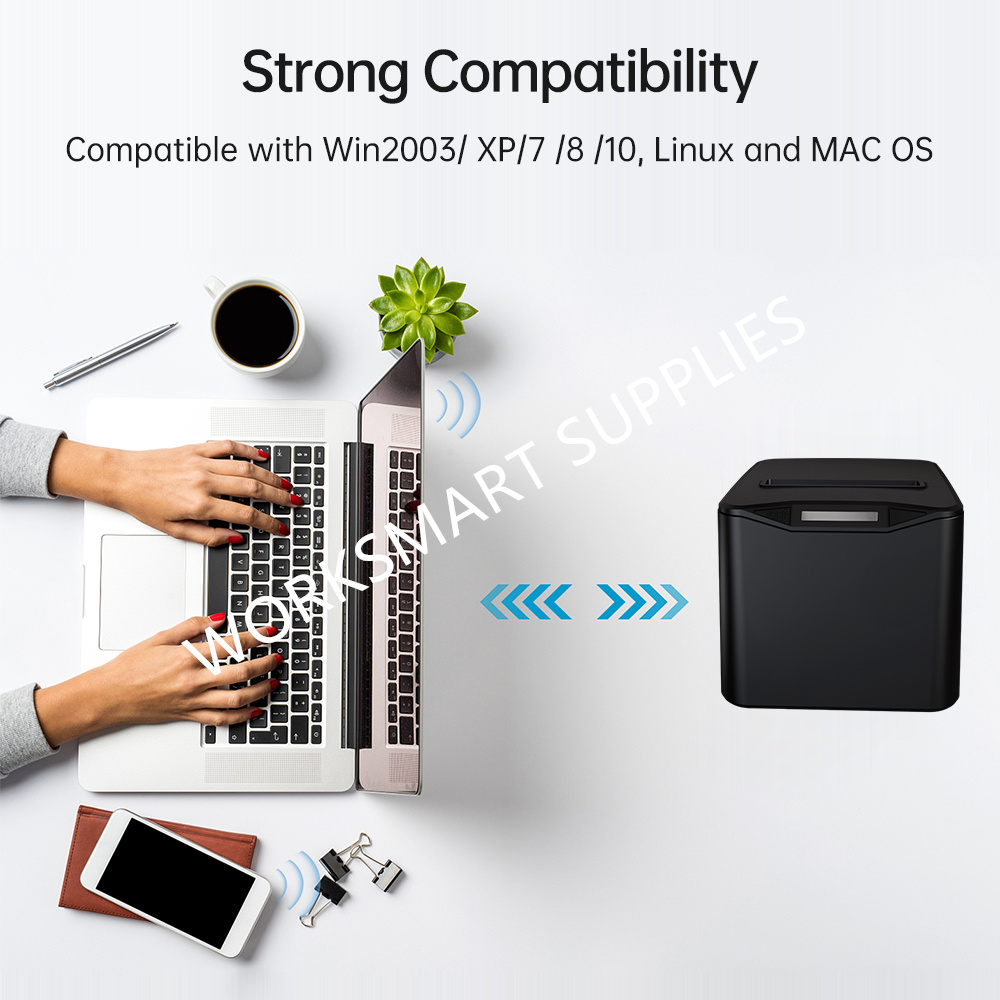 Strong Compatibility
Compatible with Win2003/ XP/7 /8 /10, Linux and MAC OS
WORKSMART SUPPLIES